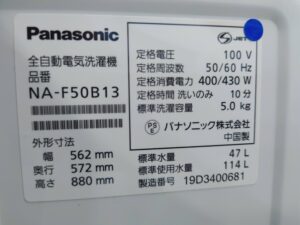 Panasonic
全自動電気洗濯機
品番
NA-F50B13
外形寸法
幅 562 mm
奥行 572 mm
高さ 880 mm
JET
定格電圧 100 V
定格周波数 50/60 Hz
定格消費電力 400/430 W
定格時間 洗いのみ 10分
標準洗濯容量 5.0 kg
PS E パナソニック株式会社
中国製
標準水量 47 L
標準使用水量 114 L
製造番号 19D3400681